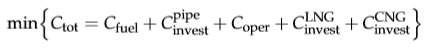 min{C_tot = C_fuel + C_invest^pipe + C_oper + C_invest^LNG + C_invest^CNG}